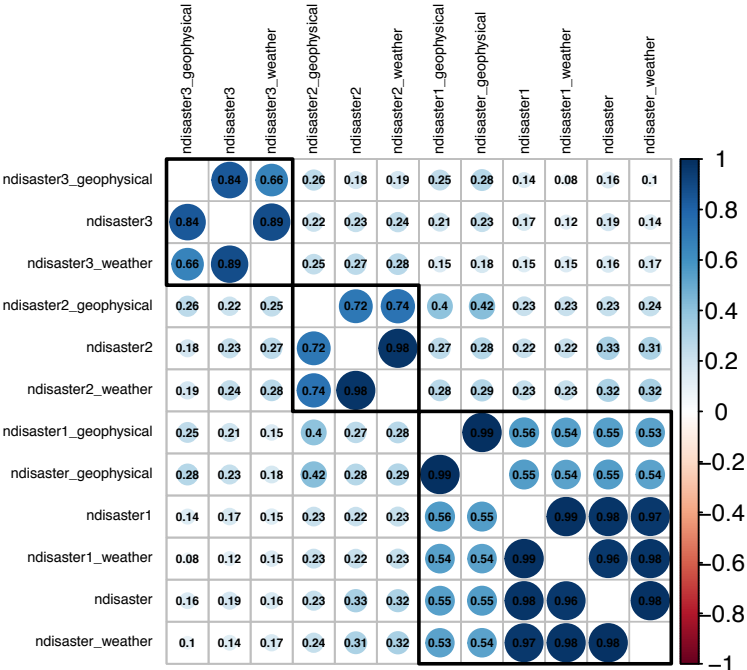 ndisaster3_geophysical
ndisaster3
ndisaster3_weather
ndisaster2_geophysical
ndisaster2
ndisaster2_weather
ndisaster1_geophysical
ndisaster_geophysical
ndisaster1
ndisaster1_weather
ndisaster
ndisaster_weather
ndisaster3_geophysical 0.84 0.66 0.26 0.18 0.19 0.25 0.28 0.14 0.08 0.16 0.1
ndisaster3 0.84 0.89 0.22 0.23 0.24 0.21 0.23 0.17 0.12 0.19 0.14
ndisaster3_weather 0.66 0.89 0.25 0.27 0.28 0.15 0.18 0.15 0.15 0.16 0.17
ndisaster2_geophysical 0.26 0.22 0.25 0.72 0.74 0.4 0.42 0.23 0.23 0.23 0.24
ndisaster2 0.18 0.23 0.27 0.72 0.98 0.27 0.28 0.22 0.22 0.33 0.31
ndisaster2_weather 0.19 0.24 0.28 0.74 0.98 0.28 0.29 0.23 0.23 0.32 0.32
ndisaster1_geophysical 0.25 0.21 0.15 0.4 0.27 0.28 0.99 0.56 0.54 0.55 0.53
ndisaster_geophysical 0.28 0.23 0.18 0.42 0.28 0.29 0.99 0.55 0.54 0.55 0.54
ndisaster1 0.14 0.17 0.15 0.23 0.22 0.23 0.56 0.55 0.99 0.98 0.97
ndisaster1_weather 0.08 0.12 0.15 0.23 0.22 0.23 0.54 0.54 0.99 0.96 0.98
ndisaster 0.16 0.19 0.16 0.23 0.33 0.32 0.55 0.55 0.98 0.96 0.98
ndisaster_weather 0.1 0.14 0.17 0.24 0.31 0.32 0.53 0.54 0.97 0.98 0.98
1
0.8
0.6
0.4
0.2
0
−0.2
−0.4
−0.6
−0.8
−1